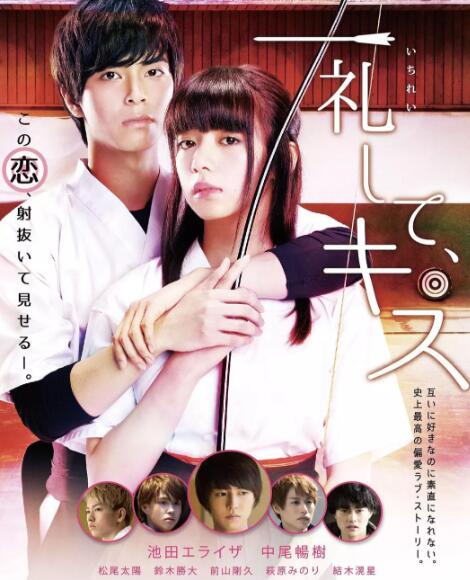 いちれい
一礼して、キス
この恋、射抜いて見せるー。
互いに好きなのに素直になれない。
史上最高の偏愛ラブ・ストーリー。
池田エライザ 中尾暢樹
松尾太陽 鈴木勝大 前山剛久 萩原みのり 結木滉星